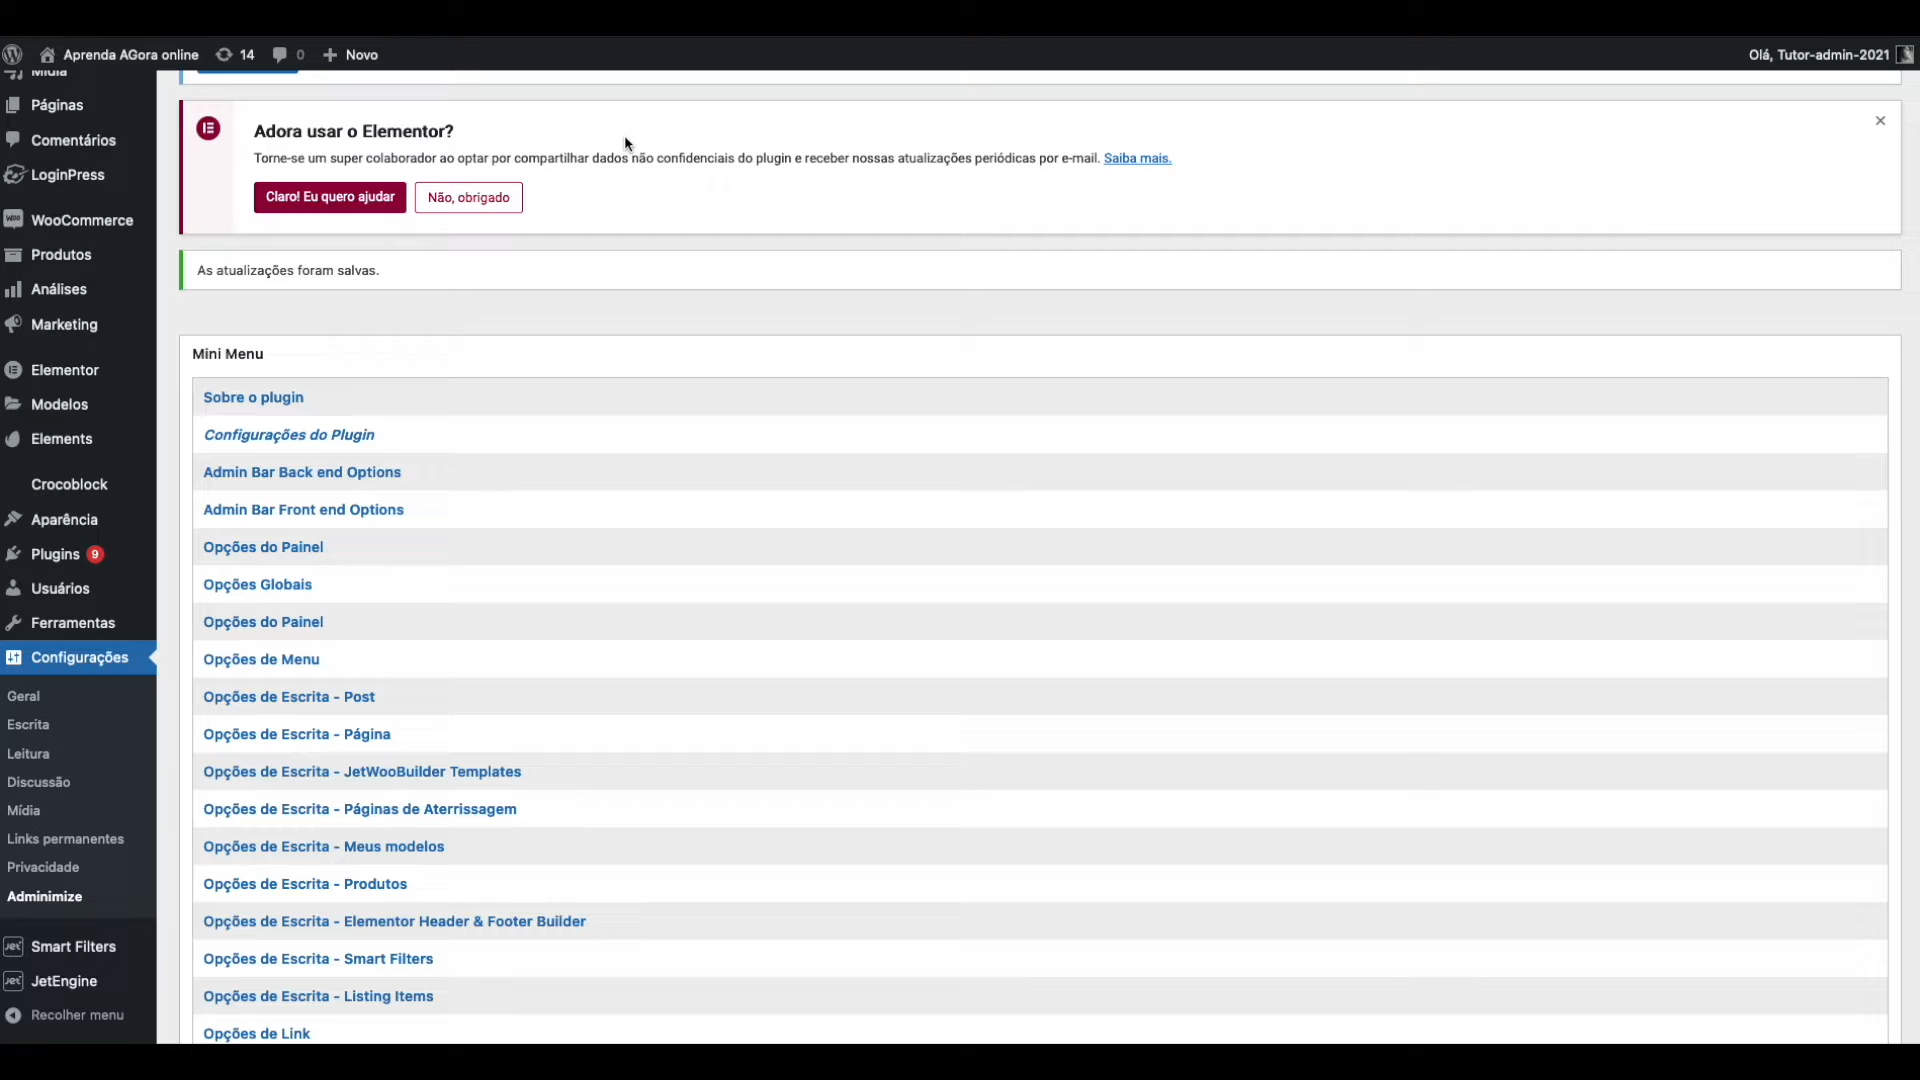 Aprenda AGora online
14
0
Novo
Olá, Tutor-admin-2021
Mídia
Páginas
Comentários
LoginPress
WooCommerce
Produtos
Análises
Marketing
Elementor
Modelos
Elements
Crocoblock
Aparência
Plugins 9
Usuários
Ferramentas
Configurações
Geral
Escrita
Leitura
Discussão
Mídia
Links permanentes
Privacidade
Adminimize
Smart Filters
JetEngine
Recolher menu
Adora usar o Elementor?
Torne-se um super colaborador ao optar por compartilhar dados não confidenciais do plugin e receber nossas atualizações periódicas por e-mail. Saiba mais.
Claro! Eu quero ajudar
Não, obrigado
As atualizações foram salvas.
Mini Menu
Sobre o plugin
Configurações do Plugin
Admin Bar Back end Options
Admin Bar Front end Options
Opções do Painel
Opções Globais
Opções do Painel
Opções de Menu
Opções de Escrita - Post
Opções de Escrita - Página
Opções de Escrita - JetWooBuilder Templates
Opções de Escrita - Páginas de Aterrissagem
Opções de Escrita - Meus modelos
Opções de Escrita - Produtos
Opções de Escrita - Elementor Header & Footer Builder
Opções de Escrita - Smart Filters
Opções de Escrita - Listing Items
Opções de Link